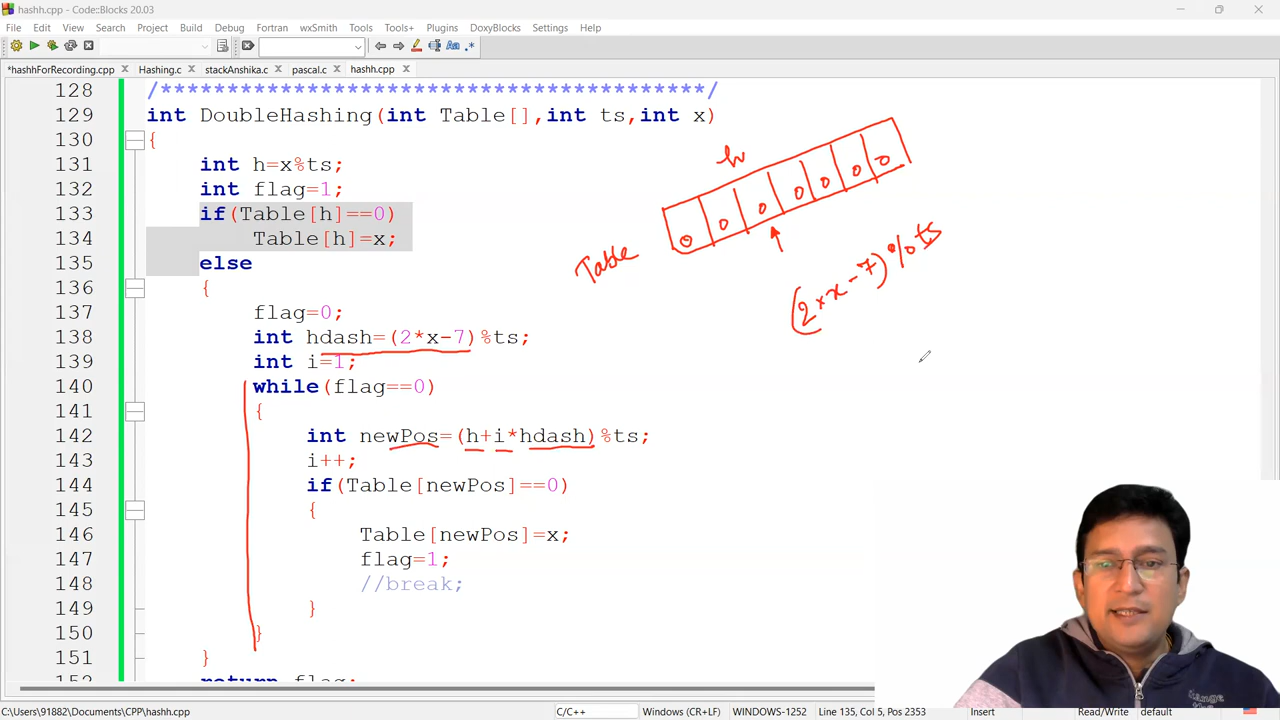 hashh.cpp - Code::Blocks 20.03
File Edit View Search Project Build Debug Fortran wxSmith Tools Tools+ Plugins DoxyBlocks Settings Help
*hashhForRecording.cpp Hashing.c stackAnshika.c pascal.c hashh.cpp
128 /******************************************/
129 int DoubleHashing(int Table[],int ts,int x)
130 {
131 int h=x%ts;
132 int flag=1;
133 if(Table[h]==0)
134 Table[h]=x;
135 else
136 {
137 flag=0;
138 int hdash=(2*x-7)%ts;
139 int i=1;
140 while(flag==0)
141 {
142 int newPos=(h+i*hdash)%ts;
143 i++;
144 if(Table[newPos]==0)
145 {
146 Table[newPos]=x;
147 flag=1;
148 //break;
149 }
150 }
151 }
152 return flag;
h
0 0 0 0 0 0 0
Table
(2*x-7)%ts
change
C:\Users\91882\Documents\CPP\hashh.cpp C/C++ Windows (CR+LF) WINDOWS-1252 Line 135, Col 5, Pos 2353 Insert Read/Write default